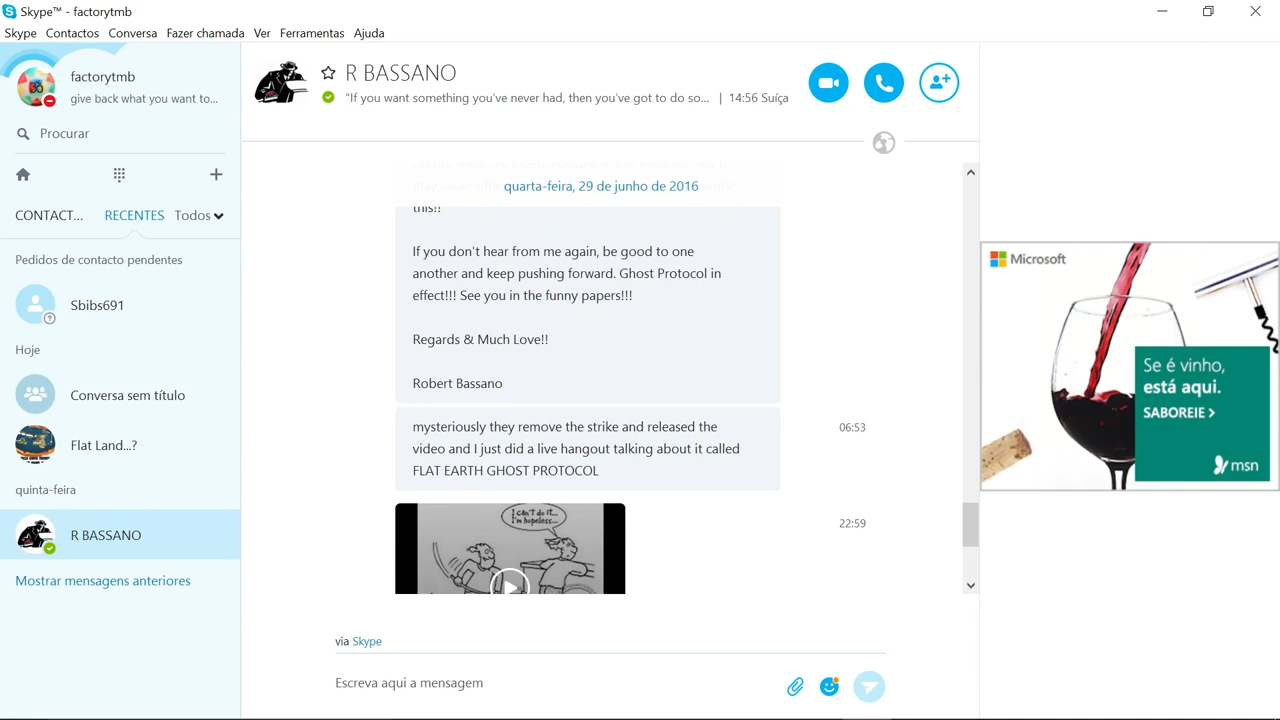 Skype™ - factorytmb
Skype Contactos Conversa Fazer chamada Ver Ferramentas Ajuda
factorytmb
give back what you want to...
Procurar
CONTACT... RECENTES Todos
Pedidos de contacto pendentes
Sbibs691
Hoje
Conversa sem título
Flat Land...?
quinta-feira
R BASSANO
Mostrar mensagens anteriores
R BASSANO
“If you want something you've never had, then you've got to do so... | 14:56 Suíça
quarta-feira, 29 de junho de 2016
this!!
If you don't hear from me again, be good to one
another and keep pushing forward. Ghost Protocol in
effect!!! See you in the funny papers!!!
Regards & Much Love!!
Robert Bassano
mysteriously they remove the strike and released the
video and I just did a live hangout talking about it called
FLAT EARTH GHOST PROTOCOL
06:53
I can't do it...
I'm hopeless...
22:59
via Skype
Escreva aqui a mensagem
Microsoft
Se é vinho,
está aqui.
SABOREIE >
msn